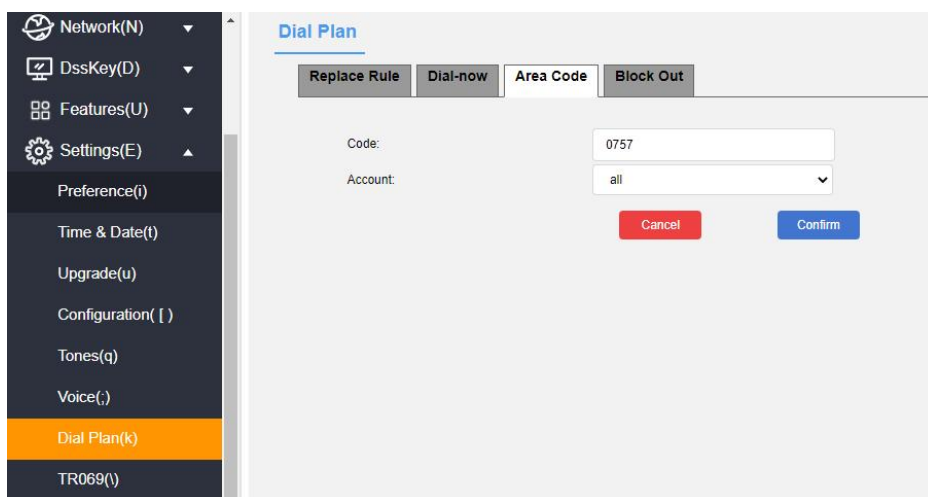 Network(N)
DssKey(D)
Features(U)
Settings(E)
Preference(i)
Time & Date(t)
Upgrade(u)
Configuration( [ )
Tones(q)
Voice(;)
Dial Plan(k)
TR069(\)
Dial Plan
Replace Rule Dial-now Area Code Block Out
Code: 0757
Account: all
Cancel Confirm